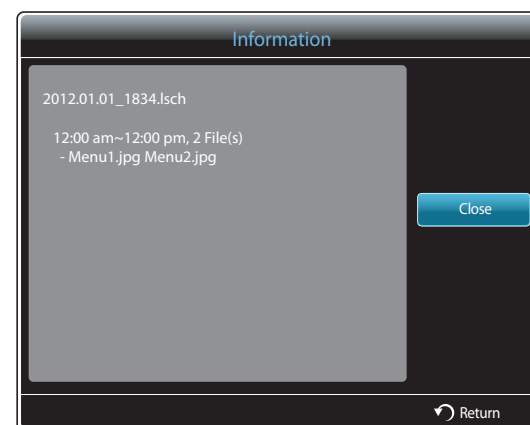 Information
2012.01.01_1834.lsch
12:00 am~12:00 pm, 2 File(s)
- Menu1.jpg Menu2.jpg
Close
Return